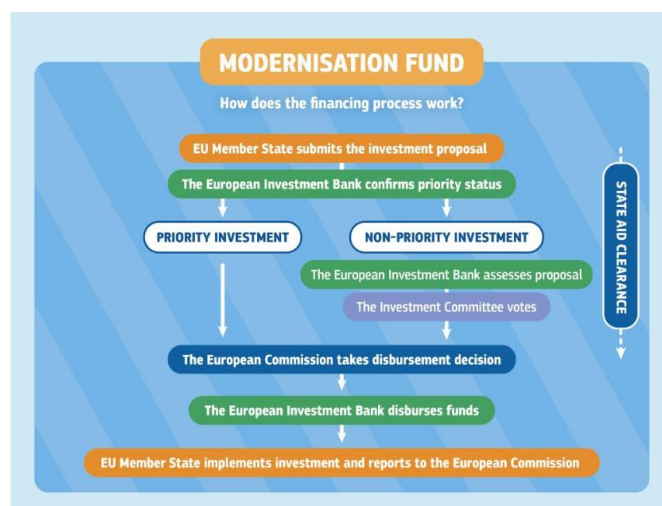 MODERNISATION FUND
How does the financing process work?
EU Member State submits the investment proposal
The European Investment Bank confirms priority status
PRIORITY INVESTMENT
NON-PRIORITY INVESTMENT
The European Investment Bank assesses proposal
The Investment Committee votes
The European Commission takes disbursement decision
The European Investment Bank disburses funds
EU Member State implements investment and reports to the European Commission
STATE AID CLEARANCE